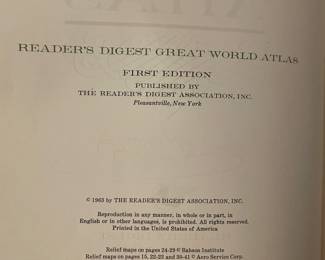 READER'S DIGEST GREAT WORLD ATLAS
FIRST EDITION
PUBLISHED BY
THE READER'S DIGEST ASSOCIATION, INC.
Pleasantville, New York
© 1963 by THE READER'S DIGEST ASSOCIATION, INC.
Reproduction in any manner, in whole or in part, in
English or in other languages, is prohibited. All rights reserved.
Printed in the United States of America
Relief maps on pages 24-29 © Babson Institute
Relief maps on pages 15, 22-23 and 30-41 © Aero Service Corp.